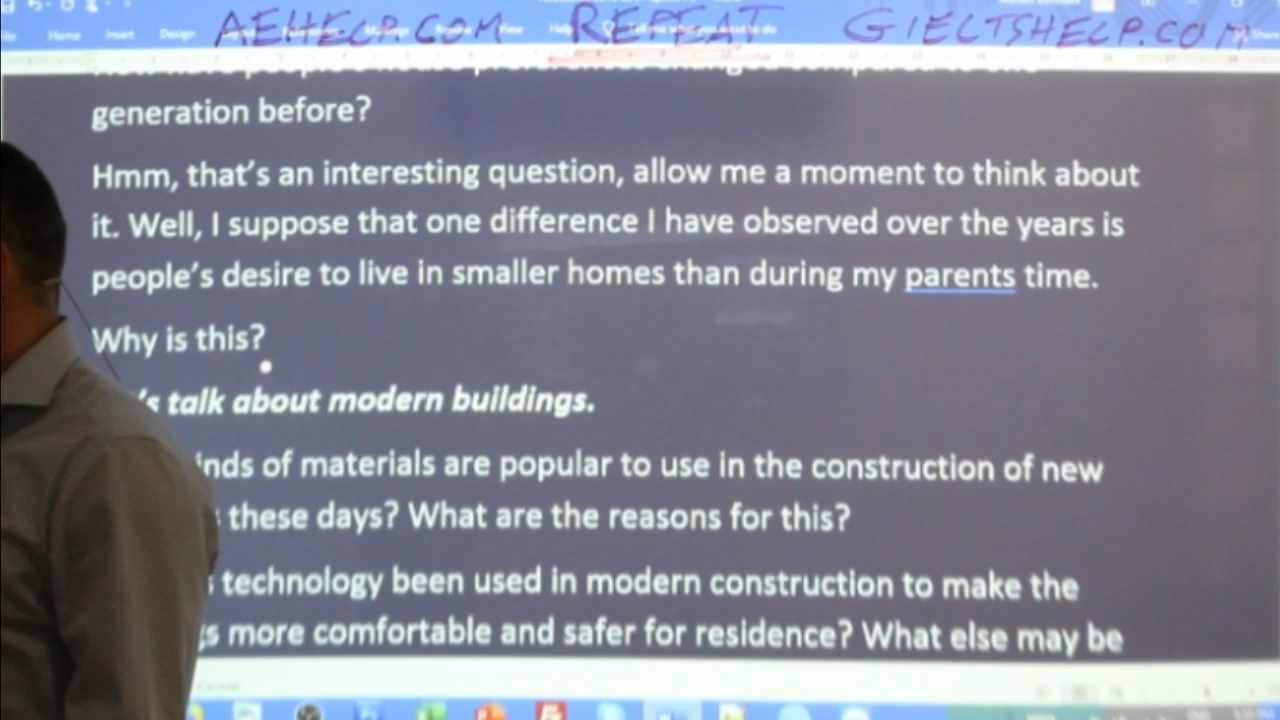 AEHELP.COM REPEAT GIELTSHELP.COM
Home Insert Design View
generation before?
Hmm, that's an interesting question, allow me a moment to think about
it. Well, I suppose that one difference I have observed over the years is
people's desire to live in smaller homes than during my parents time.
Why is this?
's talk about modern buildings.
inds of materials are popular to use in the construction of new
these days? What are the reasons for this?
technology been used in modern construction to make the
s more comfortable and safer for residence? What else may be